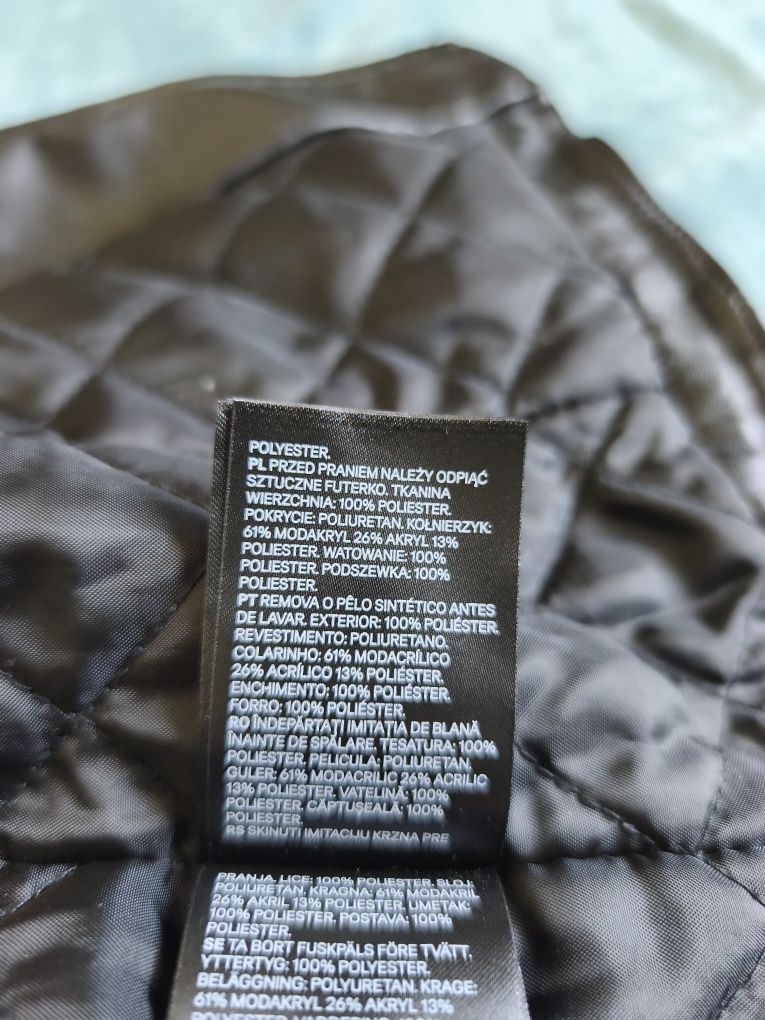 POLYESTER.
PL PRZED PRANIEM NALEŻY ODPIĄĆ
SZTUCZNE FUTERKO. TKANINA
WIERZCHNIA: 100% POLIESTER.
POKRYCIE: POLIURETAN. KOŁNIERZYK:
61% MODAKRYL 26% AKRYL 13%
POLIESTER. WATOWANIE: 100%
POLIESTER. PODSZEWKA: 100%
POLIESTER.
PT REMOVA O PÊLO SINTÉTICO ANTES
DE LAVAR. EXTERIOR: 100% POLIÉSTER.
REVESTIMENTO: POLIURETANO.
COLARINHO: 61% MODACRÍLICO
26% ACRÍLICO 13% POLIÉSTER.
ENCHIMENTO: 100% POLIÉSTER.
FORRO: 100% POLIÉSTER.
RO ÎNDEPĂRTAȚI IMITAȚIA DE BLANĂ
ÎNAINTE DE SPĂLARE. ȚESATURA: 100%
POLIESTER. PELICULA: POLIURETAN.
GULER: 61% MODACRILIC 26% ACRILIC
13% POLIESTER. VATELINĂ: 100%
POLIESTER. CĂPTUSEALĂ: 100%
POLIESTER.
RS SKINUTI IMITACIJU KRZNA PRE
PRANJA. LICE: 100% POLIESTER. SLOJ:
POLIURETAN. KRAGNA: 61% MODAKRIL
26% AKRIL 13% POLIESTER. UMETAK:
100% POLIESTER. POSTAVA: 100%
POLIESTER.
SE TA BORT FUSKPÄLS FÖRE TVÄTT.
YTTERTYG: 100% POLYESTER.
BELÄGGNING: POLYURETAN. KRAGE:
61% MODAKRYL 26% AKRYL 13%